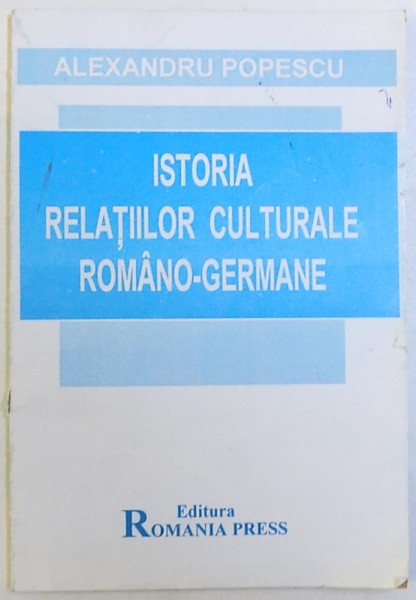 ALEXANDRU POPESCU
ISTORIA
RELAȚIILOR CULTURALE
ROMÂNO-GERMANE
Editura
ROMANIA PRESS